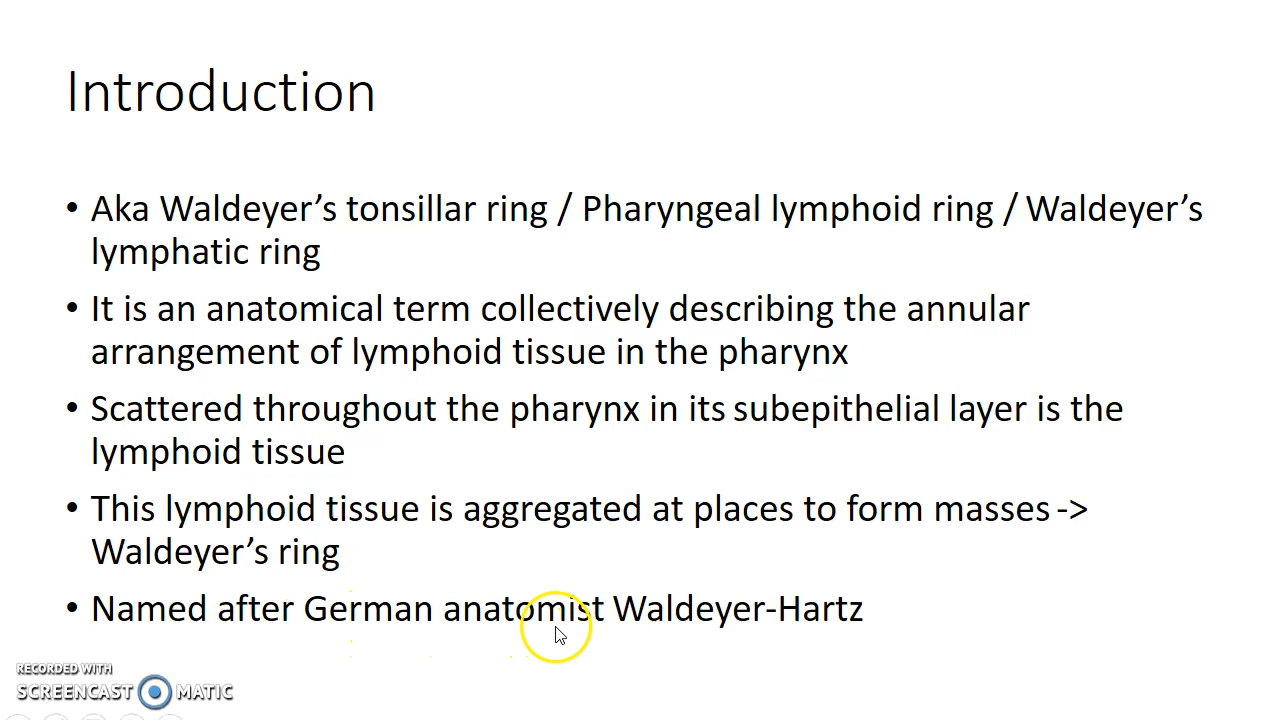 Introduction
• Aka Waldeyer’s tonsillar ring / Pharyngeal lymphoid ring / Waldeyer’s
lymphatic ring
• It is an anatomical term collectively describing the annular
arrangement of lymphoid tissue in the pharynx
• Scattered throughout the pharynx in its subepithelial layer is the
lymphoid tissue
• This lymphoid tissue is aggregated at places to form masses ->
Waldeyer’s ring
• Named after German anatomist Waldeyer-Hartz
RECORDED WITH
SCREENCAST MATIC